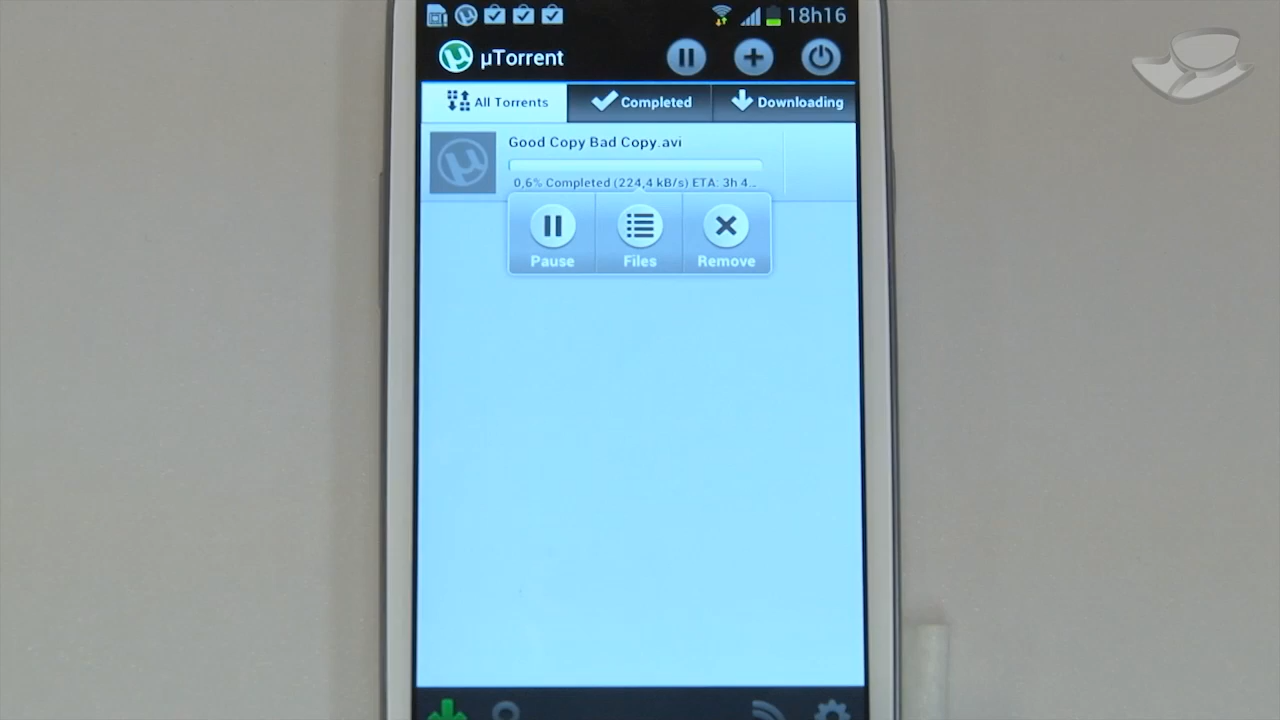 18h16
µTorrent
All Torrents
Completed
Downloading
Good Copy Bad Copy.avi
0,6% Completed (224,4 kB/s) ETA: 3h 4...
Pause
Files
Remove